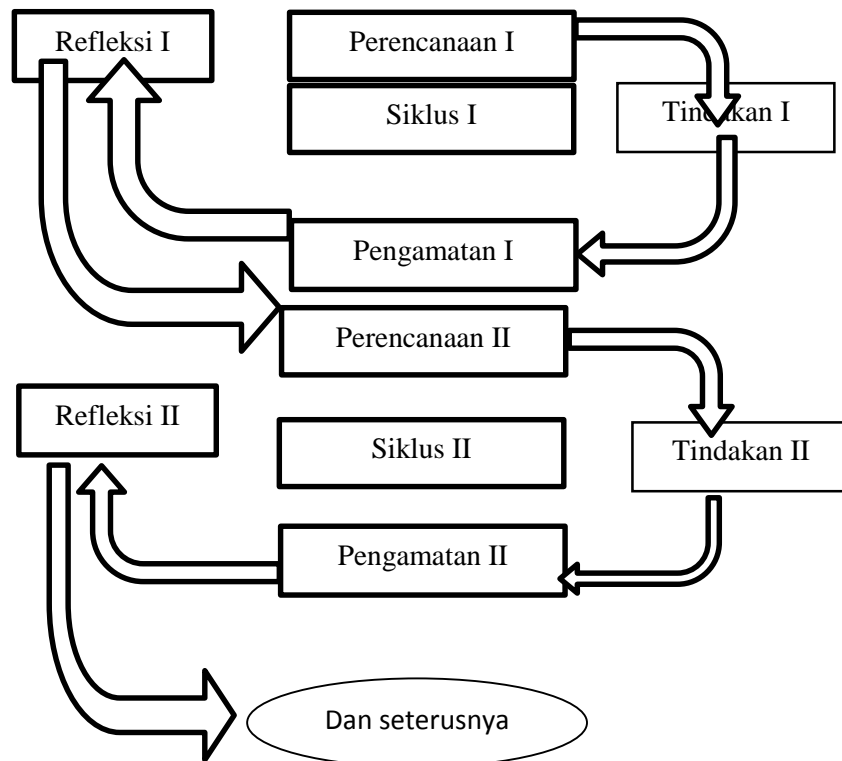 Refleksi I
Perencanaan I
Siklus I
Tindakan I
Pengamatan I
Perencanaan II
Refleksi II
Siklus II
Tindakan II
Pengamatan II
Dan seterusnya